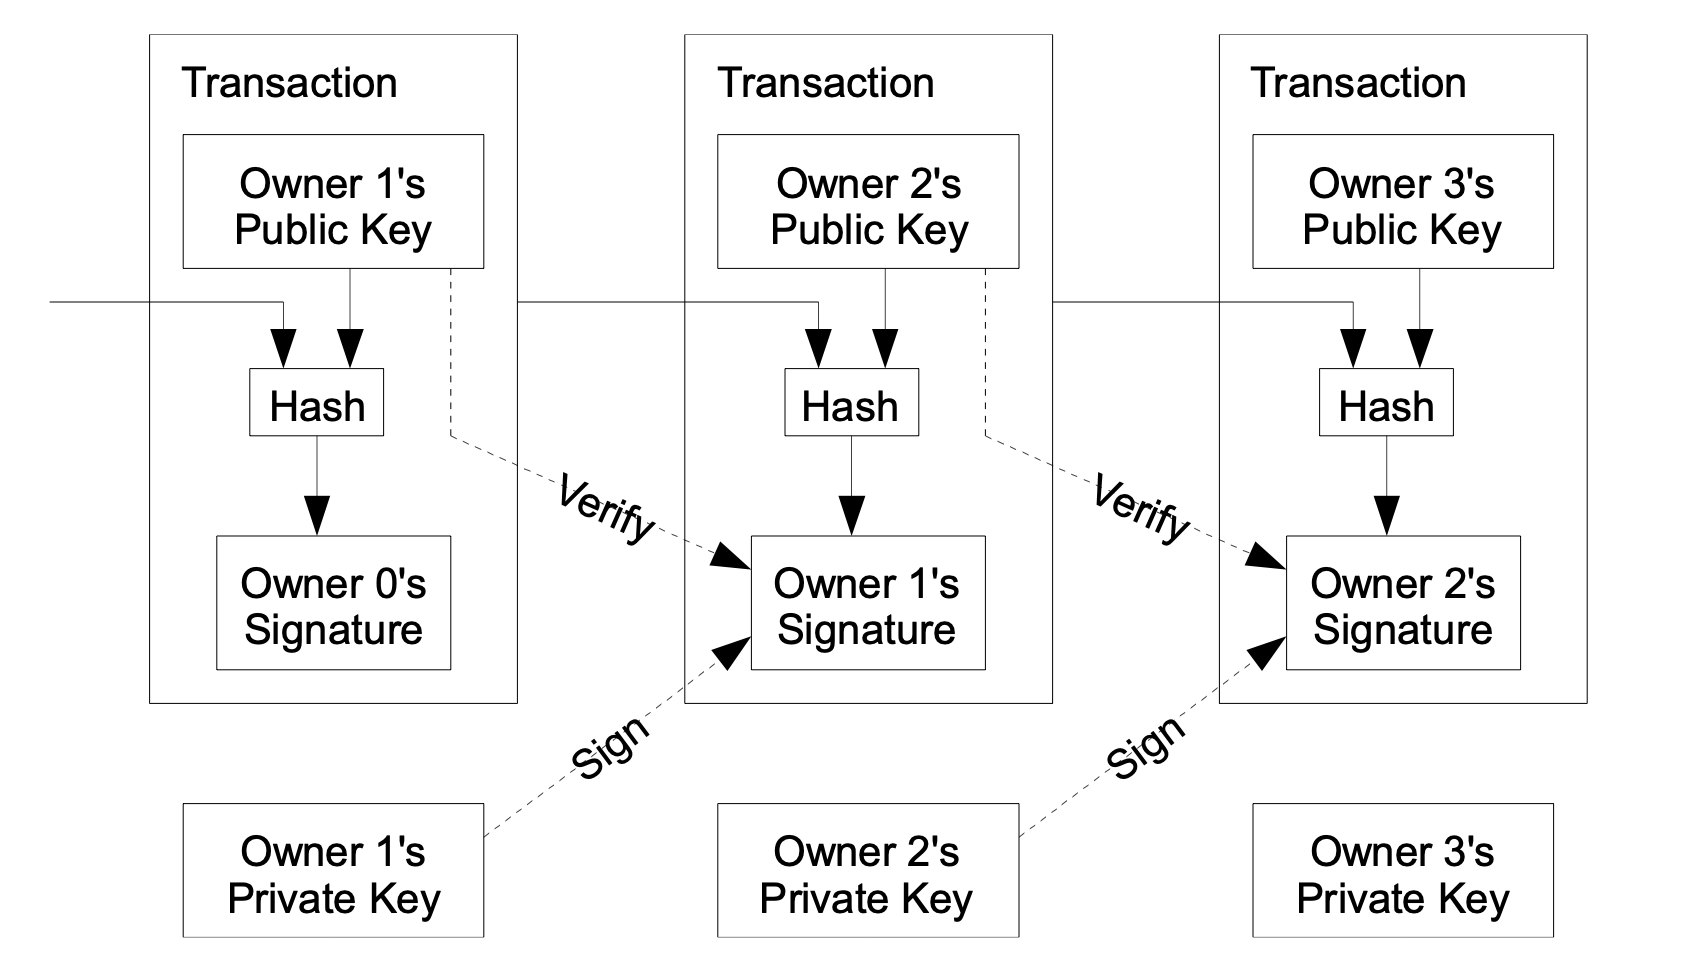 Transaction
Owner 1's
Public Key
Hash
Owner 0's
Signature
Transaction
Owner 2's
Public Key
Hash
Owner 1's
Signature
Transaction
Owner 3's
Public Key
Hash
Owner 2's
Signature
Verify
Verify
Sign
Sign
Owner 1's
Private Key
Owner 2's
Private Key
Owner 3's
Private Key